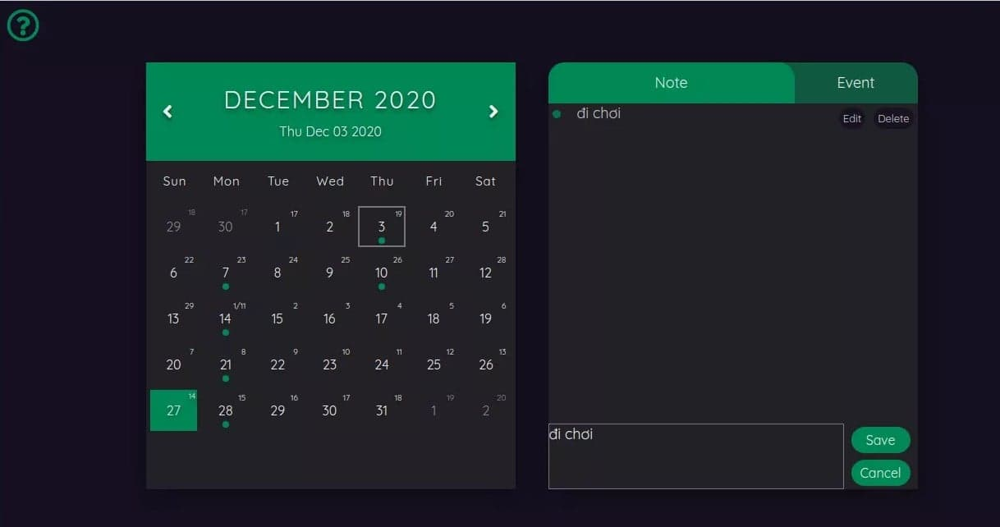 ?
DECEMBER 2020
Thu Dec 03 2020
Sun Mon Tue Wed Thu Fri Sat
29 18 30 17 1 17 2 18 3 19 4 20 5 21
6 22 7 23 8 24 9 25 10 26 11 27 12 28
13 29 14 1/11 15 2 16 3 17 4 18 5 19 6
20 7 21 8 22 9 23 10 24 11 25 12 26 13
27 14 28 15 29 16 30 17 31 18 1 19 2 20
Note Event
đi chơi Edit Delete
đi chơi
Save
Cancel